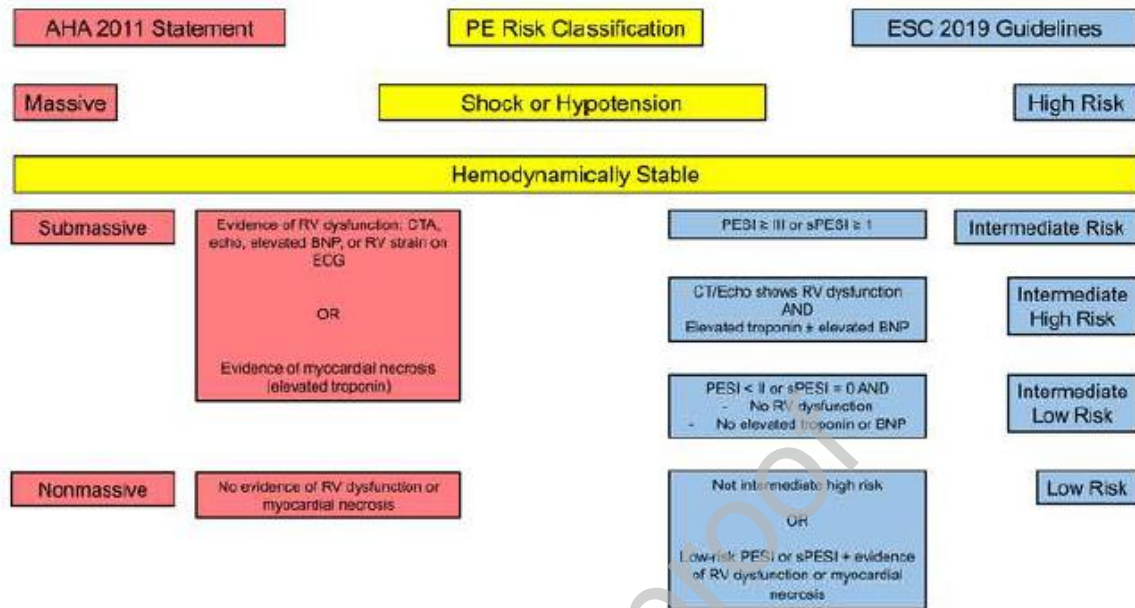 AHA 2011 Statement
PE Risk Classification
ESC 2019 Guidelines
Massive
Shock or Hypotension
High Risk
Hemodynamically Stable
Submassive
Evidence of RV dysfunction: CTA,
echo, elevated BNP, or RV strain on
ECG
OR
Evidence of myocardial necrosis
(elevated troponin)
PESI ≥ III or sPESI ≥ 1
Intermediate Risk
CT/Echo shows RV dysfunction
AND
Elevated troponin ± elevated BNP
Intermediate
High Risk
PESI < II or sPESI = 0 AND
- No RV dysfunction
- No elevated troponin or BNP
Intermediate
Low Risk
Nonmassive
No evidence of RV dysfunction or
myocardial necrosis
Not intermediate high risk
OR
Low-risk PESI or sPESI + evidence
of RV dysfunction or myocardial
necrosis
Low Risk
proof